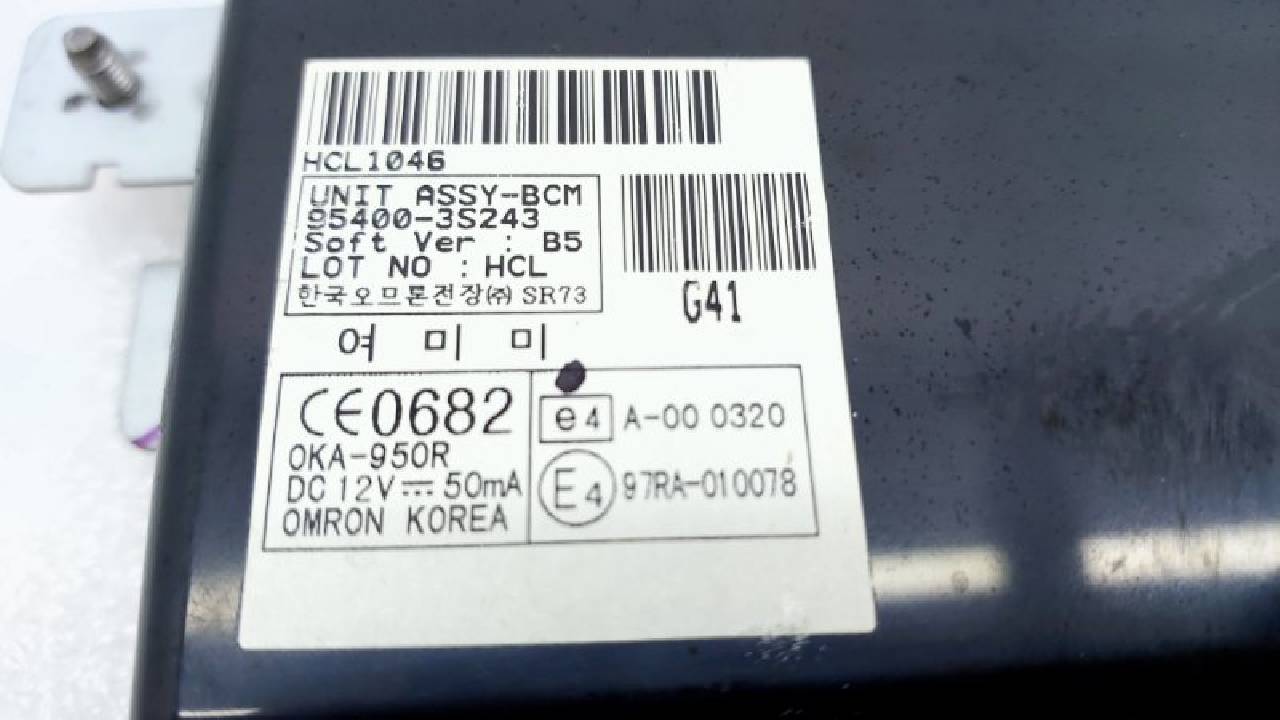 HCL1046
UNIT ASSY-BCM
95400-3S243
Soft Ver : B5
LOT NO : HCL
한국오므론전장(주) SR73
G41
여 미 미
CE0682
OKA-950R
DC 12V ⎓ 50mA
OMRON KOREA
e4 A-00 0320
E4 97RA-010078